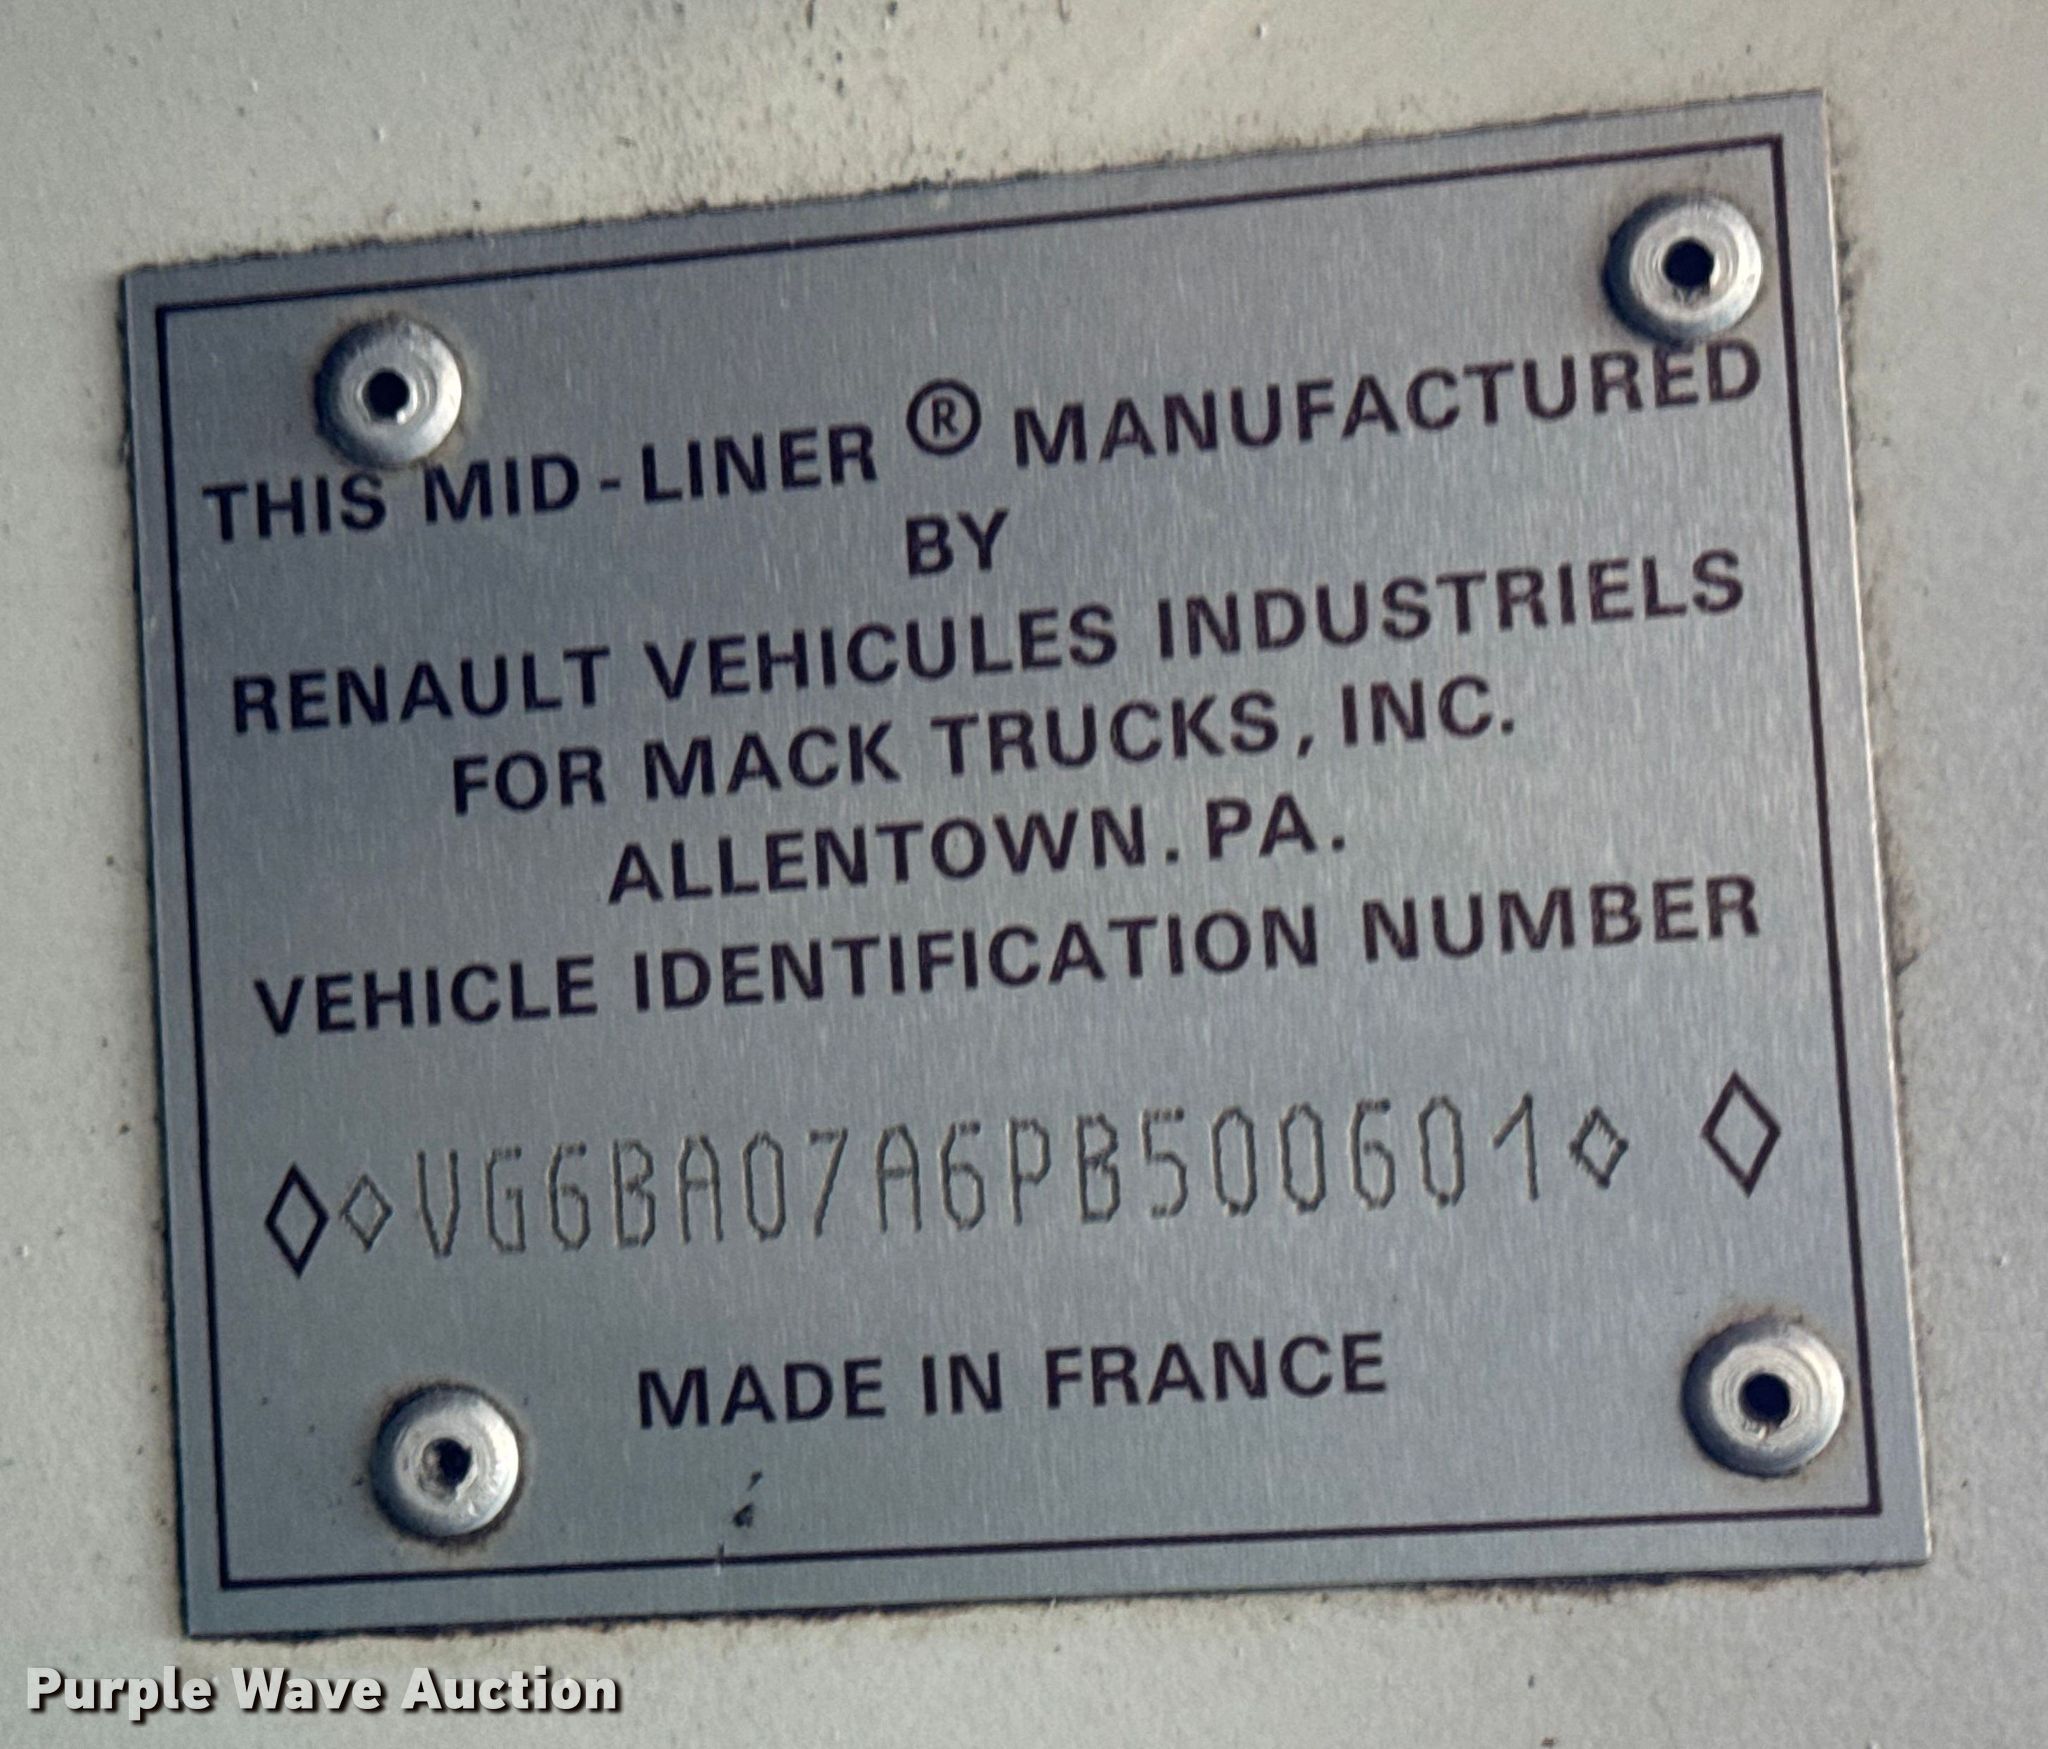 THIS MID-LINER ® MANUFACTURED
BY
RENAULT VEHICULES INDUSTRIELS
FOR MACK TRUCKS, INC.
ALLENTOWN. PA.
VEHICLE IDENTIFICATION NUMBER
◇◇VG6BA07A6PB500601◇ ◇
MADE IN FRANCE
Purple Wave Auction